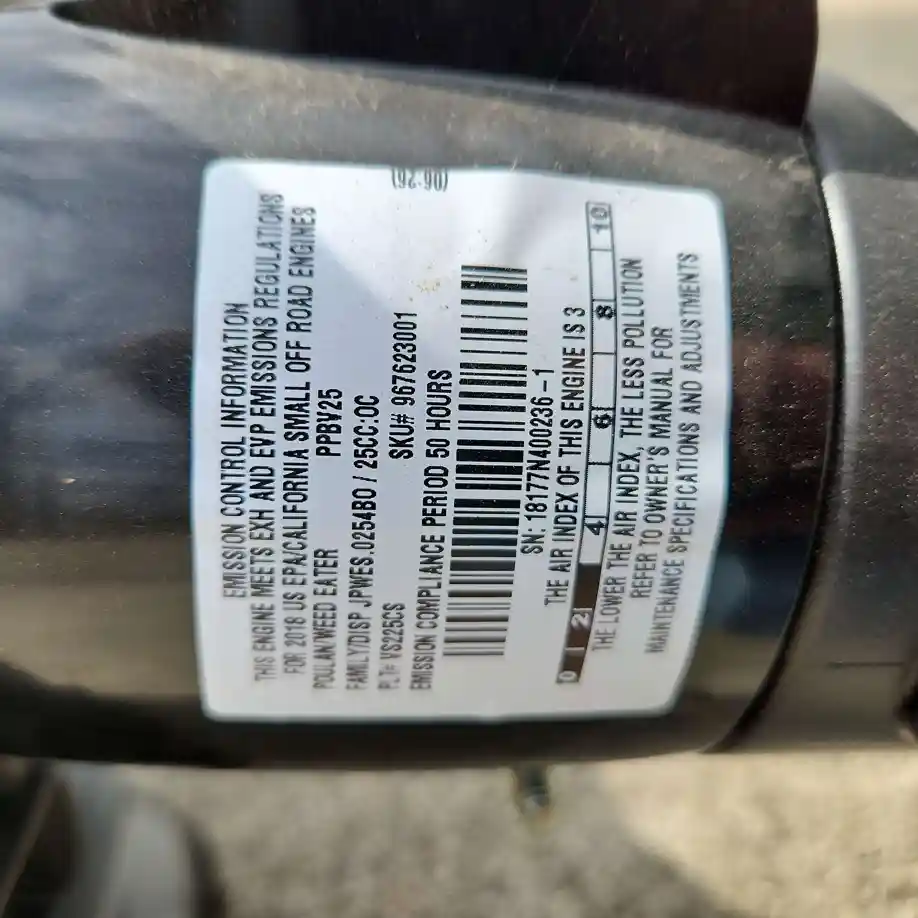 EMISSION CONTROL INFORMATION
THIS ENGINE MEETS EXH AND EVP EMISSIONS REGULATIONS
FOR 2018 US EPA/CALIFORNIA SMALL OFF ROAD ENGINES
POULAN/WEED EATER PPBV25
FAMILY/DISP JPWES.0254BO / 25CC:OC
PLT# VS225CS SKU# 967623001
EMISSION COMPLIANCE PERIOD 50 HOURS
SN: 18177N400236-1
THE AIR INDEX OF THIS ENGINE IS 3
0 2 4 6 8 10
THE LOWER THE AIR INDEX, THE LESS POLLUTION
REFER TO OWNER'S MANUAL FOR
MAINTENANCE SPECIFICATIONS AND ADJUSTMENTS
(06-26)